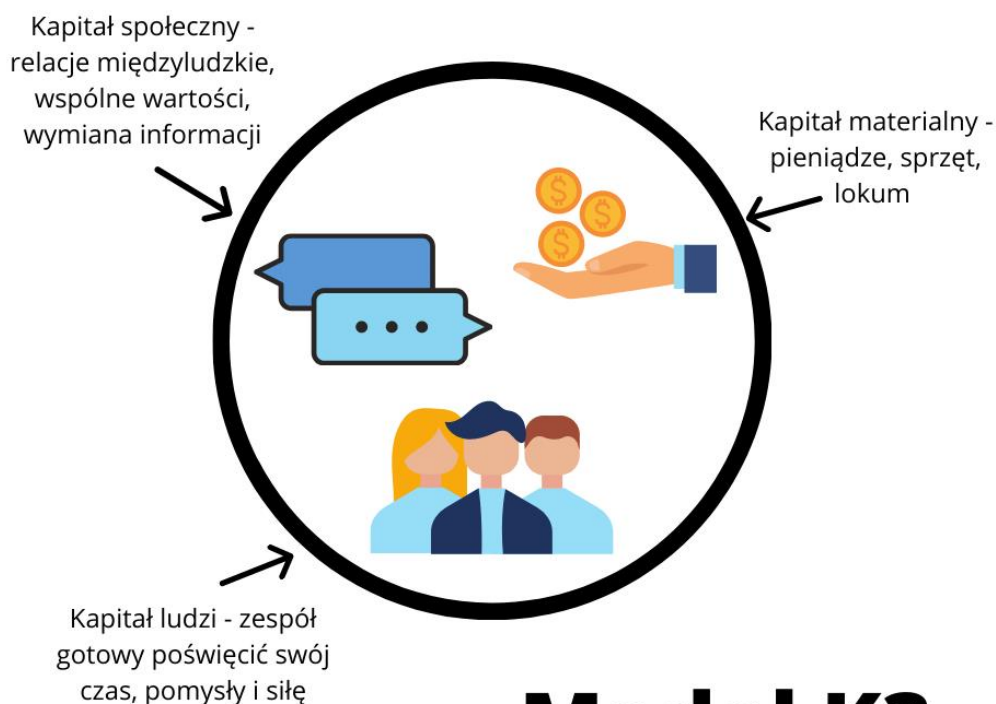 Kapitał społeczny -
relacje międzyludzkie,
wspólne wartości,
wymiana informacji
Kapitał materialny -
pieniądze, sprzęt,
lokum
Kapitał ludzi - zespół
gotowy poświęcić swój
czas, pomysły i siłę